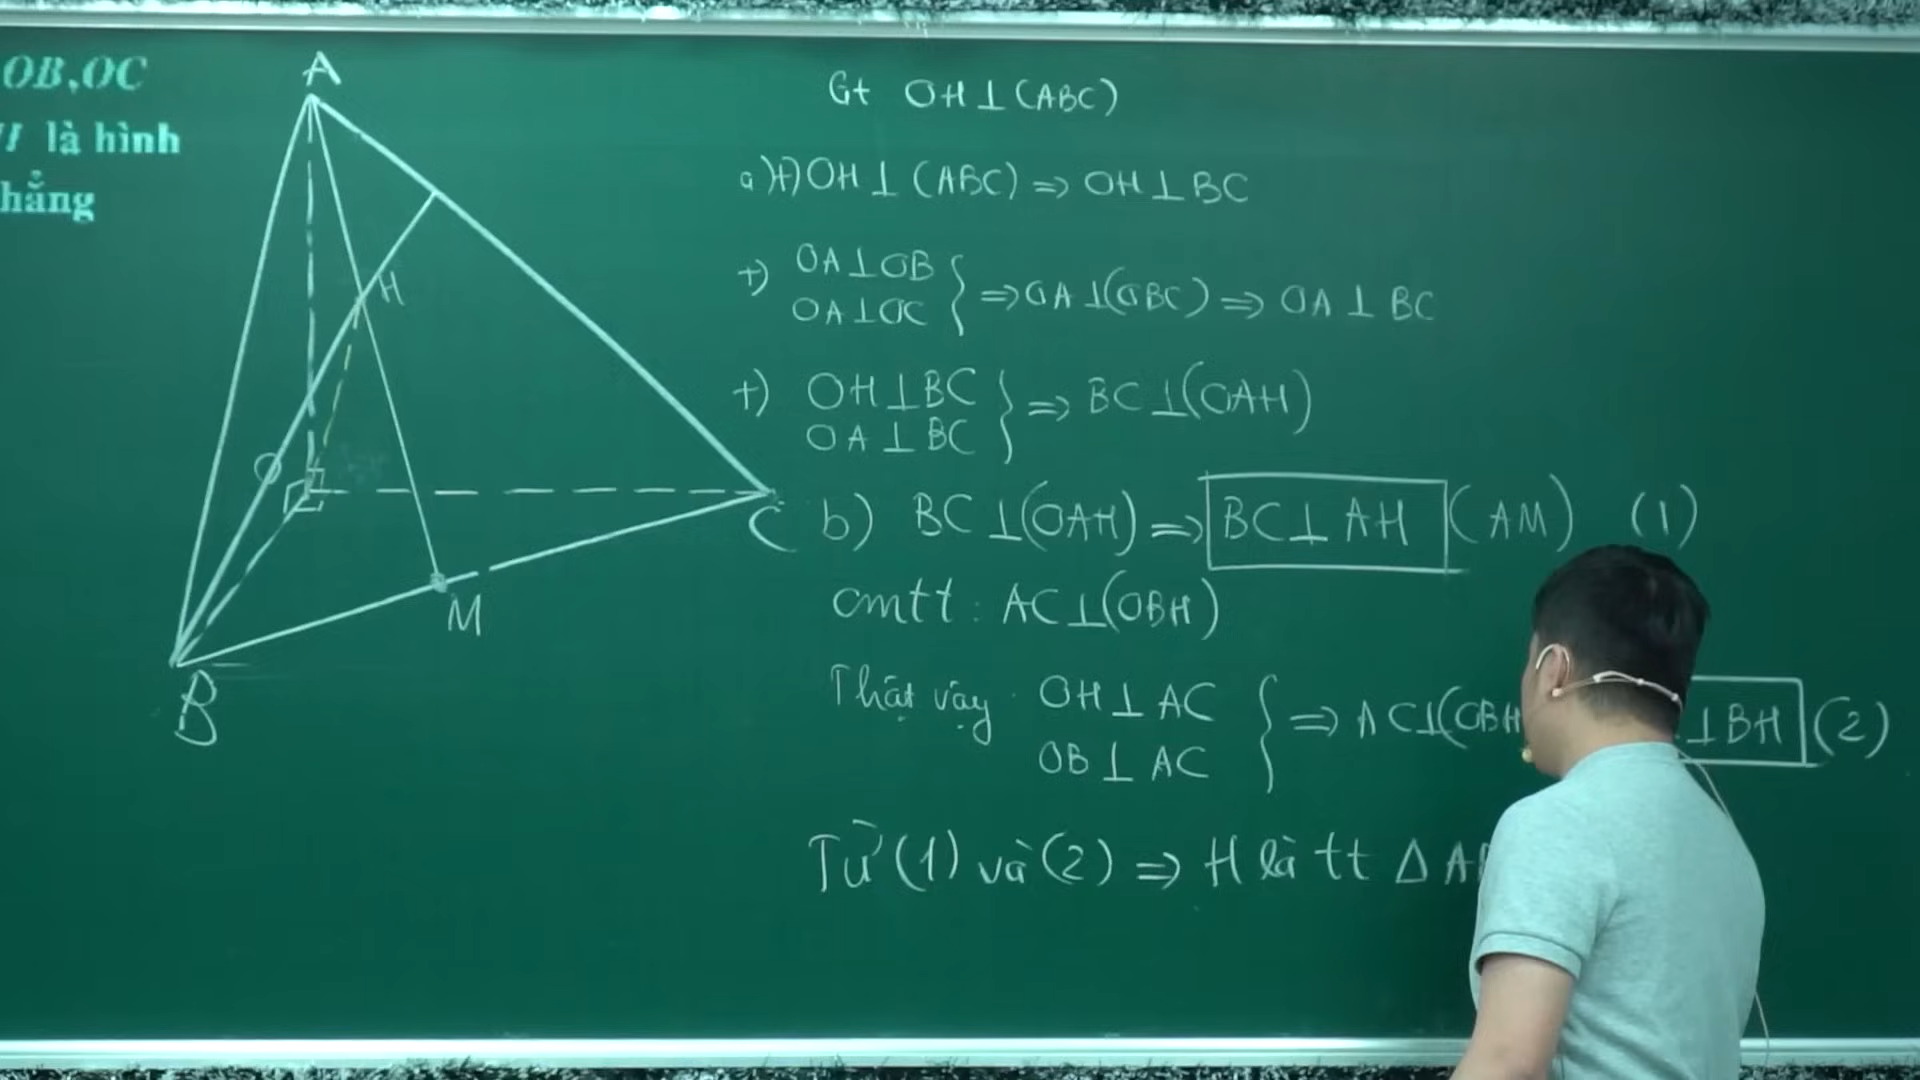 OB,OC
H là hình
hẳng
A
H
O
C
M
B
Gt OH⊥(ABC)
a) +) OH⊥(ABC) => OH⊥BC
+) OA⊥OB
OA⊥OC } => OA⊥(OBC) => OA⊥BC
+) OH⊥BC
OA⊥BC } => BC⊥(OAH)
b) BC⊥(OAH) => BC⊥AH (AM) (1)
cmtt: AC⊥(OBH)
Thật vậy OH⊥AC
OB⊥AC } => AC⊥(OBH ⊥BH (2)
Từ (1) và (2) => H là tt Δ A